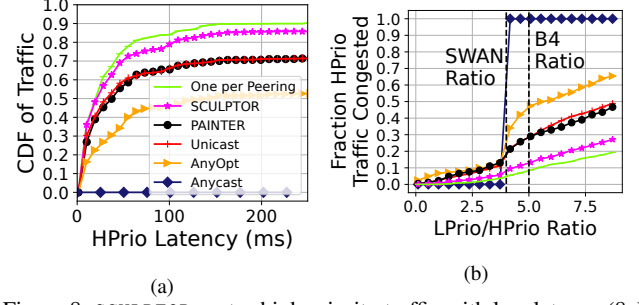 1.0
0.9
0.8
0.7
0.6
0.5
0.4
0.3
0.2
0.1
0.0
CDF of Traffic
0
100
200
HPrio Latency (ms)
One per Peering
SCULPTOR
PAINTER
Unicast
AnyOpt
Anycast
(a)
1.0
0.9
0.8
0.7
0.6
0.5
0.4
0.3
0.2
0.1
0.0
Fraction HPrio
Traffic Congested
SWAN
Ratio
B4
Ratio
0.0
2.5
5.0
7.5
LPrio/HPrio Ratio
(b)